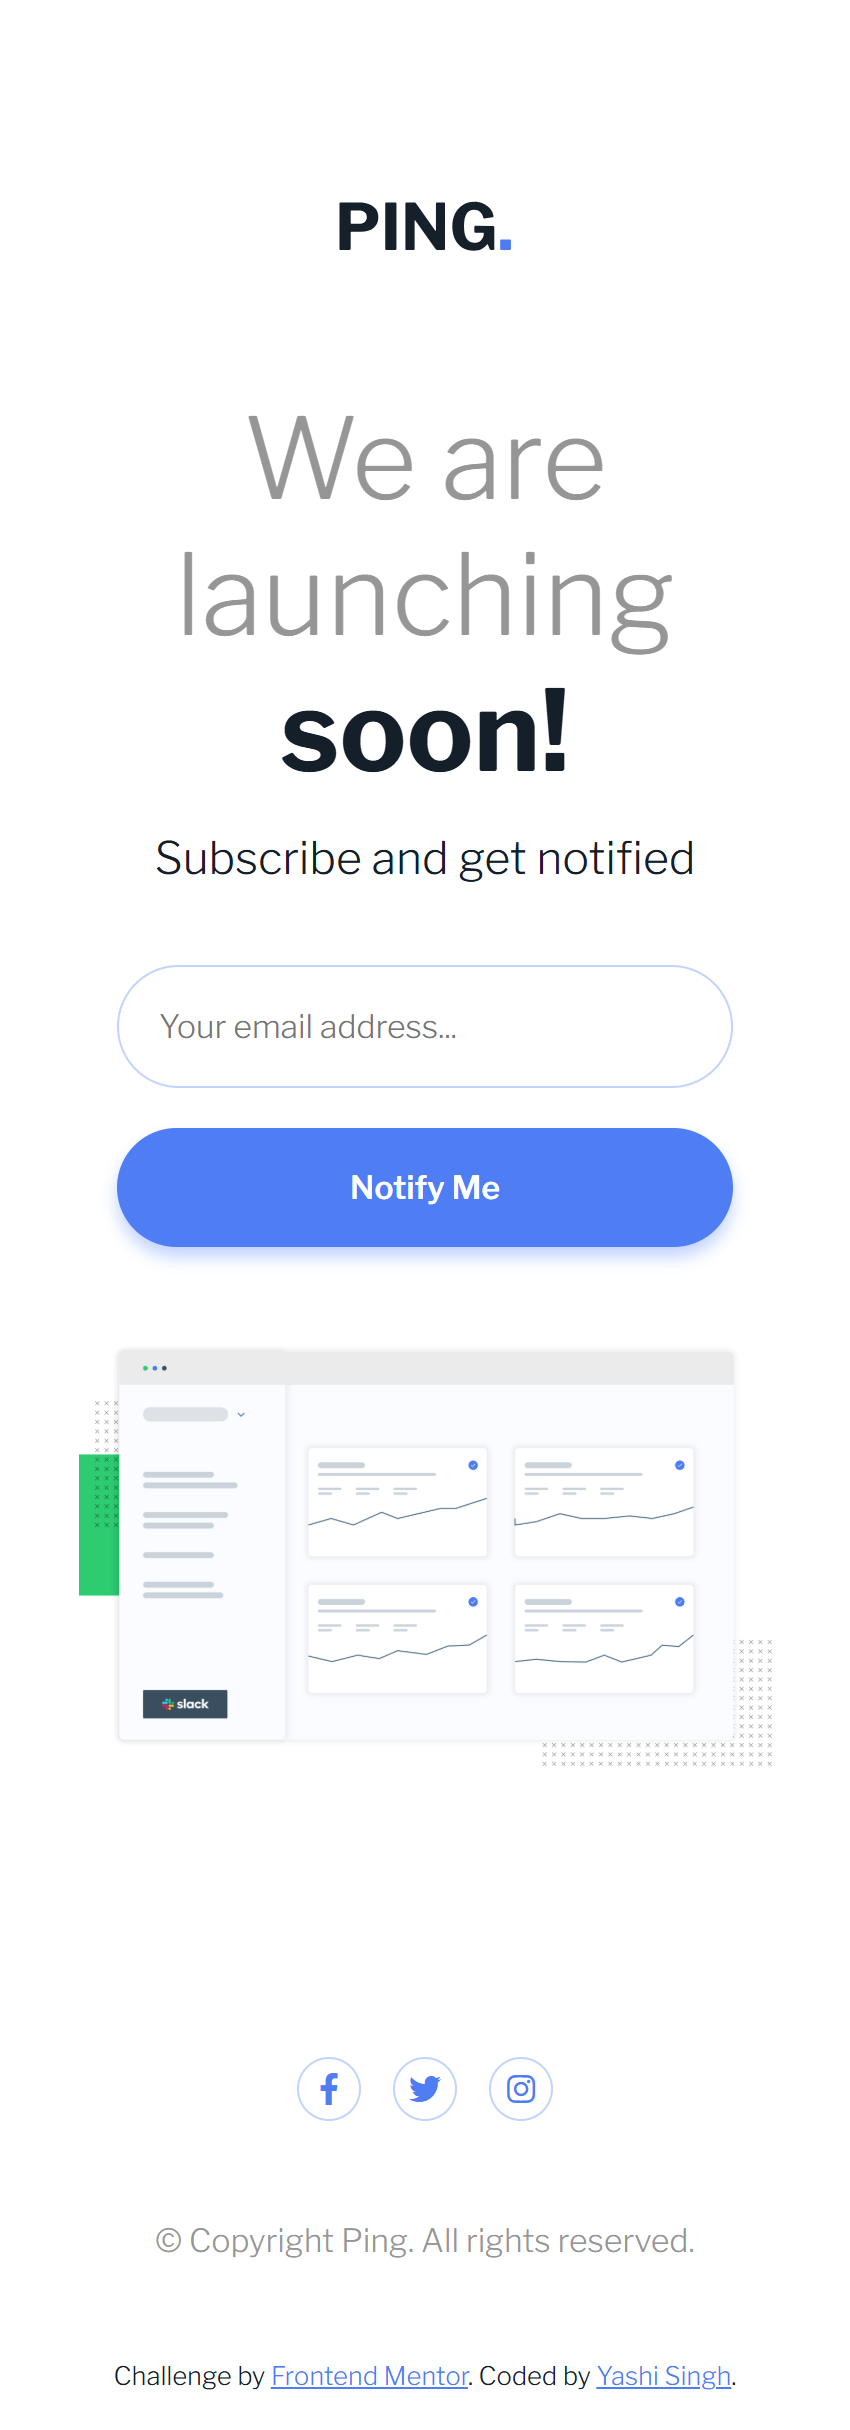 PING.
We are
launching
soon!
Subscribe and get notified
Your email address...
Notify Me
slack
© Copyright Ping. All rights reserved.
Challenge by Frontend Mentor. Coded by Yashi Singh.